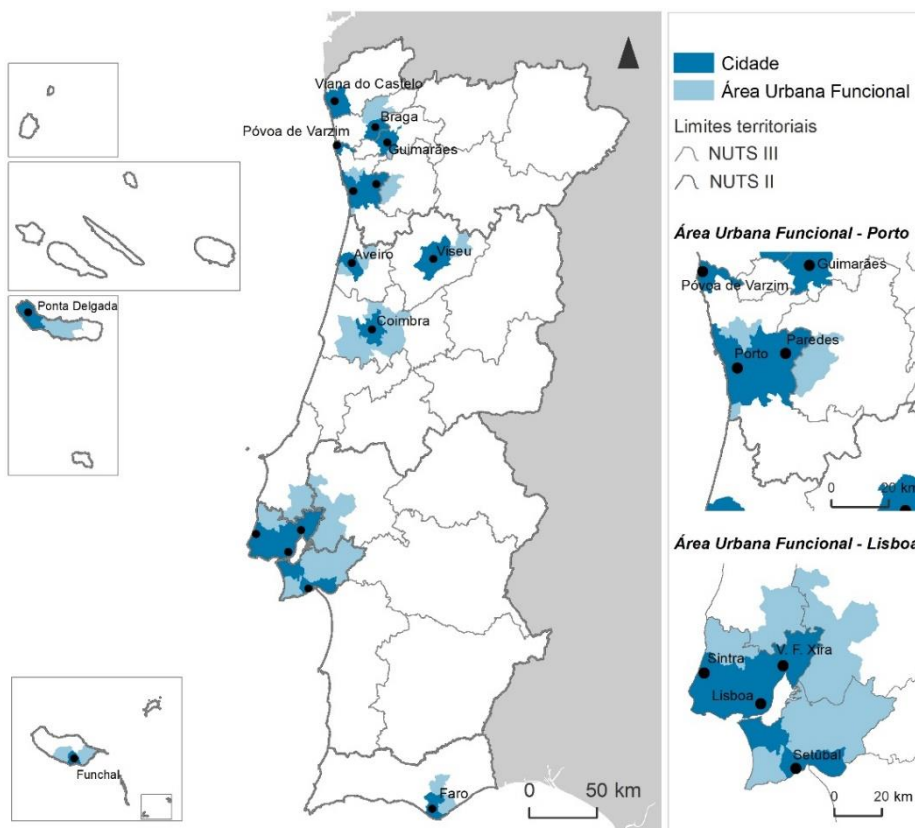 Viana do Castelo
Braga
Póvoa de Varzim
Guimarães
Aveiro
Viseu
Ponta Delgada
Coimbra
Funchal
Faro
0 50 km
Cidade
Área Urbana Funcional
Limites territoriais
NUTS III
NUTS II
Área Urbana Funcional - Porto
Guimarães
Póvoa de Varzim
Paredes
Porto
0 20 km
Área Urbana Funcional - Lisboa
V. F. Xira
Sintra
Lisboa
Setúbal
0 20 km